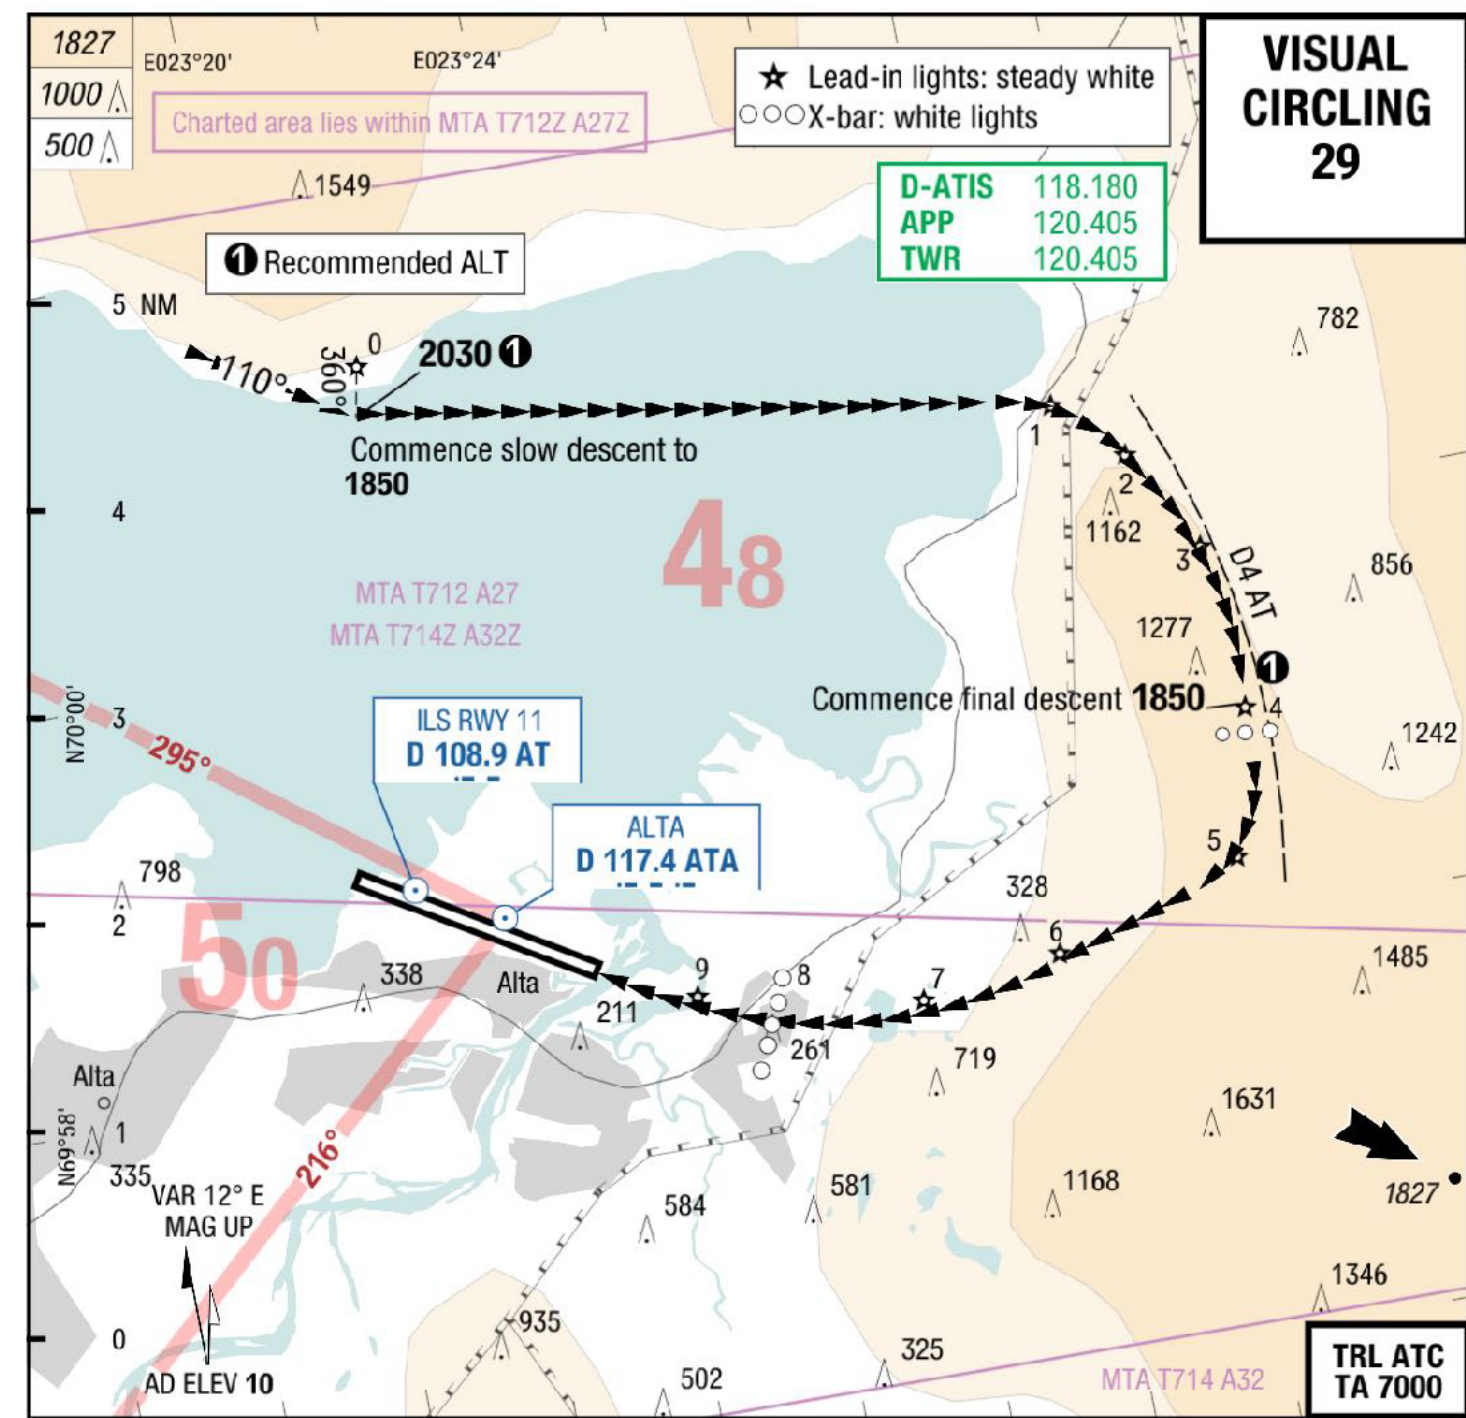 1827
1000
500
E023°20'
E023°24'
Lead-in lights: steady white
X-bar: white lights
VISUAL
CIRCLING
29
Charted area lies within MTA T712Z A27Z
1549
D-ATIS 118.180
APP 120.405
TWR 120.405
1 Recommended ALT
5 NM
782
0
360°
110°
2030 1
1
Commence slow descent to
1850
2
4
1162
3
48
D4 AT
856
MTA T712 A27
MTA T714Z A32Z
1277
1
Commence final descent 1850
4
N70°00'
3
295°
ILS RWY 11
D 108.9 AT
1242
ALTA
D 117.4 ATA
5
798
328
2
50
6
1485
338
Alta
9
8
7
211
261
719
Alta
1631
N69°58'
1
335
216°
VAR 12° E
MAG UP
584
581
1168
1827
1346
0
935
325
AD ELEV 10
502
MTA T714 A32
TRL ATC
TA 7000